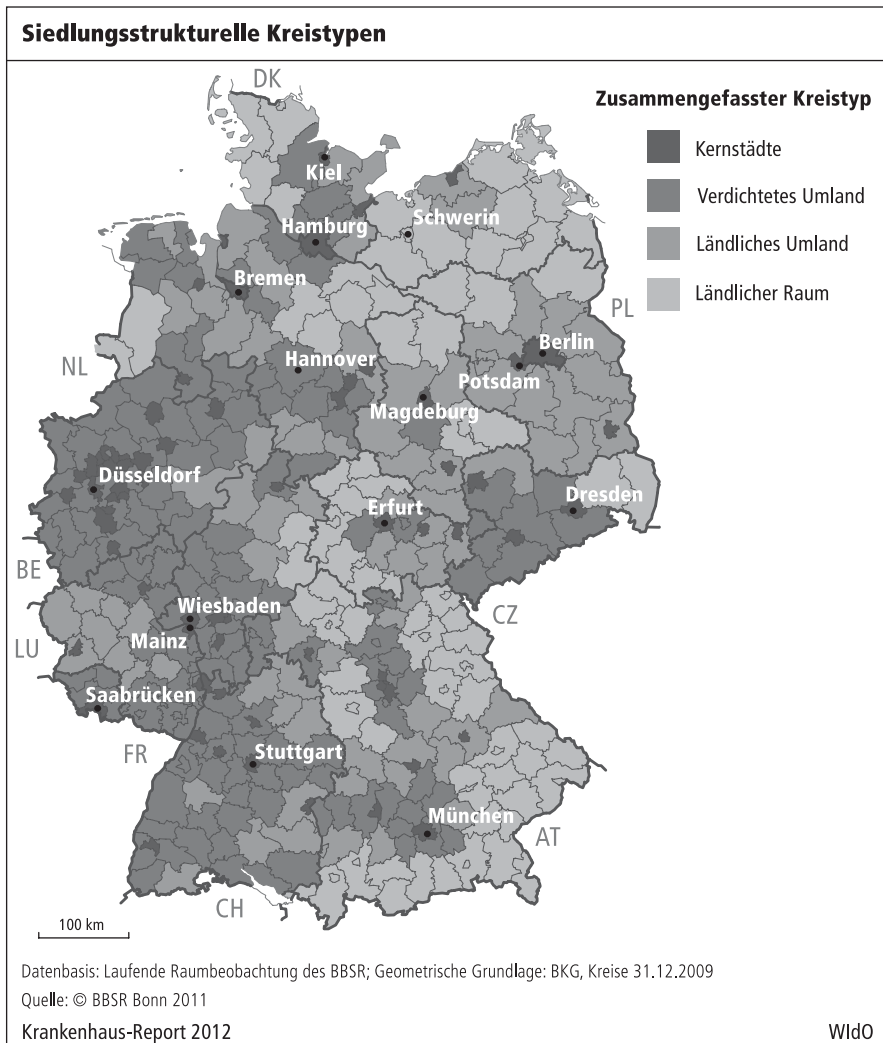 Siedlungsstrukturelle Kreistypen
DK
Zusammengefasster Kreistyp
Kernstädte
Verdichtetes Umland
Ländliches Umland
Ländlicher Raum
Kiel
Schwerin
Hamburg
Bremen
PL
Berlin
NL
Hannover
Potsdam
Magdeburg
Düsseldorf
Dresden
Erfurt
BE
Wiesbaden
CZ
LU
Mainz
Saabrücken
FR
Stuttgart
München
AT
CH
100 km
Datenbasis: Laufende Raumbeobachtung des BBSR; Geometrische Grundlage: BKG, Kreise 31.12.2009
Quelle: © BBSR Bonn 2011
Krankenhaus-Report 2012 WIdO